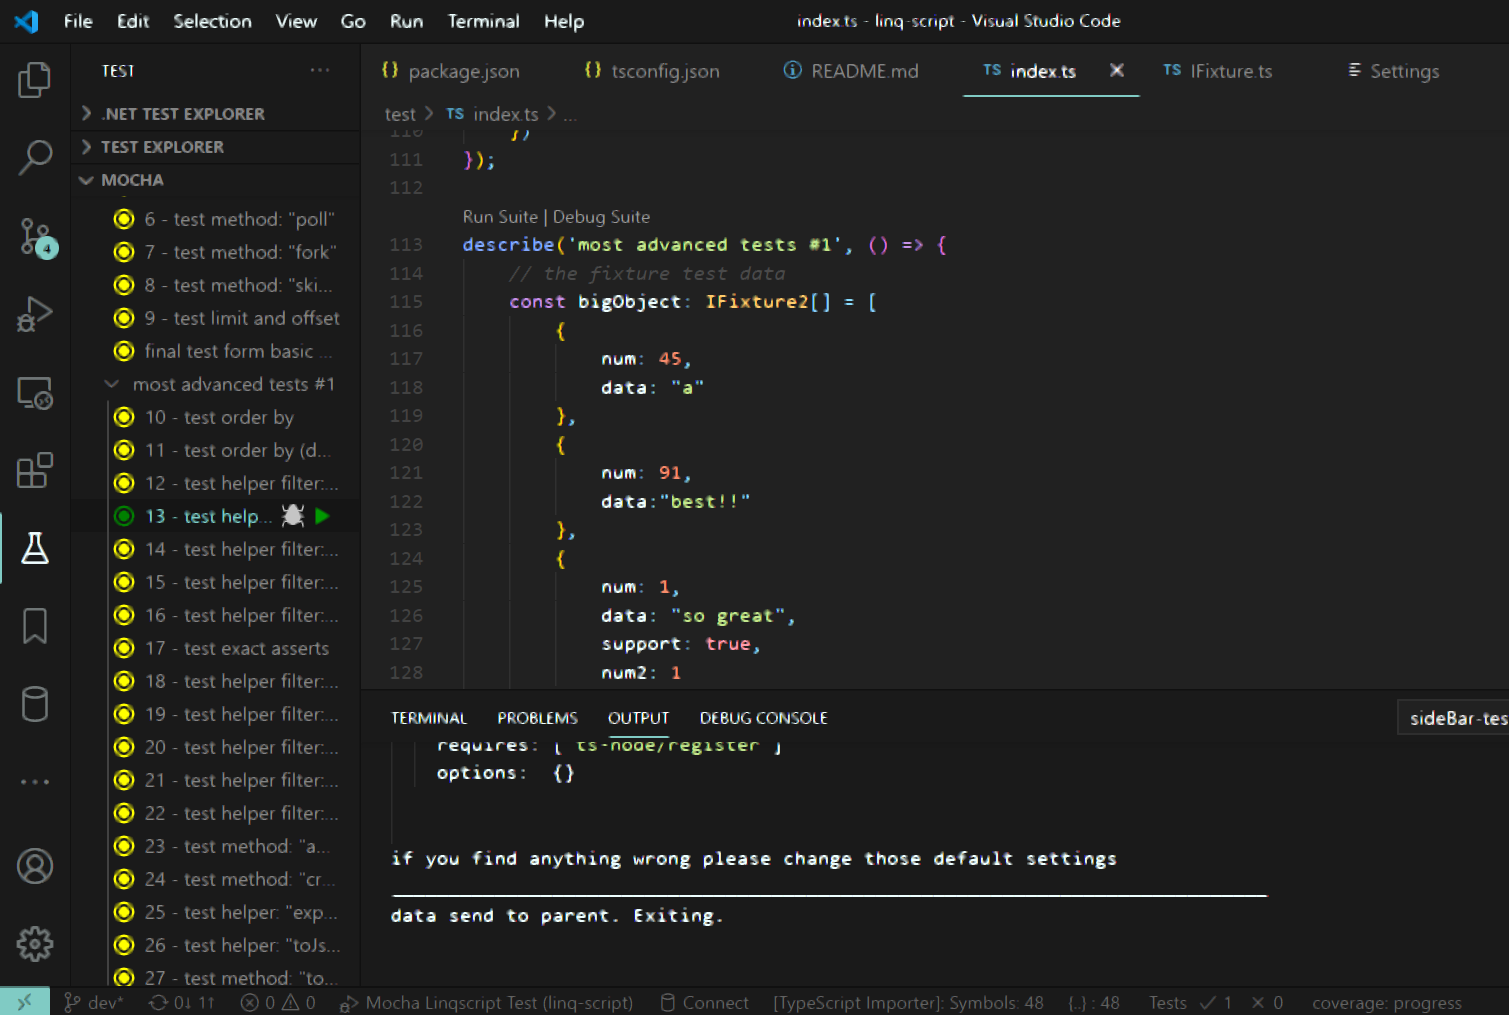 File Edit Selection View Go Run Terminal Help index.ts - linq-script - Visual Studio Code
TEST ...
package.json tsconfig.json README.md TS index.ts TS IFixture.ts Settings
.NET TEST EXPLORER
TEST EXPLORER
MOCHA
6 - test method: "poll"
7 - test method: "fork"
8 - test method: "ski...
9 - test limit and offset
final test form basic ...
most advanced tests #1
10 - test order by
11 - test order by (d...
12 - test helper filter:...
13 - test help...
14 - test helper filter:...
15 - test helper filter:...
16 - test helper filter:...
17 - test exact asserts
18 - test helper filter:...
19 - test helper filter:...
20 - test helper filter:...
21 - test helper filter:...
22 - test helper filter:...
23 - test method: "a...
24 - test method: "cr...
25 - test helper: "exp...
26 - test helper: "toJs...
27 - test method: "to...
4
test > TS index.ts > ...
110 })
111 });
112
Run Suite | Debug Suite
113 describe('most advanced tests #1', () => {
114 // the fixture test data
115 const bigObject: IFixture2[] = [
116 {
117 num: 45,
118 data: "a"
119 },
120 {
121 num: 91,
122 data:"best!!"
123 },
124 {
125 num: 1,
126 data: "so great",
127 support: true,
128 num2: 1
TERMINAL PROBLEMS OUTPUT DEBUG CONSOLE sideBar-tes
requires: [ 'ts-node/register' ]
options: {}
if you find anything wrong please change those default settings
data send to parent. Exiting.
dev* 0↓ 1↑ 0 0 Mocha Linqscript Test (linq-script) Connect [TypeScript Importer]: Symbols: 48 {..} : 48 Tests ✓ 1 × 0 coverage: progress